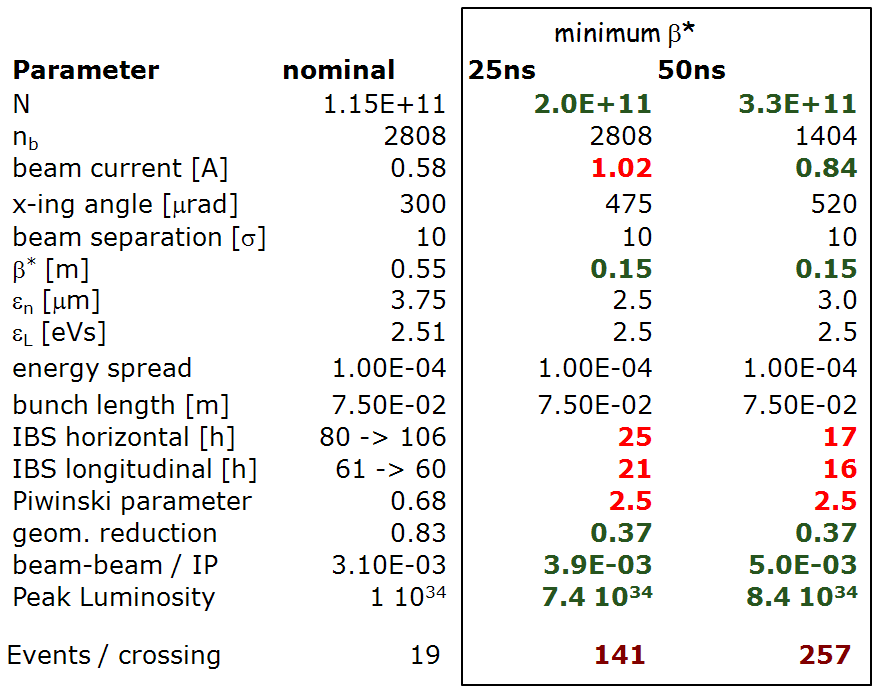 minimum β*
Parameter nominal 25ns 50ns
N 1.15E+11 2.0E+11 3.3E+11
nb 2808 2808 1404
beam current [A] 0.58 1.02 0.84
x-ing angle [μrad] 300 475 520
beam separation [σ] 10 10 10
β* [m] 0.55 0.15 0.15
εn [μm] 3.75 2.5 3.0
εL [eVs] 2.51 2.5 2.5
energy spread 1.00E-04 1.00E-04 1.00E-04
bunch length [m] 7.50E-02 7.50E-02 7.50E-02
IBS horizontal [h] 80 -> 106 25 17
IBS longitudinal [h] 61 -> 60 21 16
Piwinski parameter 0.68 2.5 2.5
geom. reduction 0.83 0.37 0.37
beam-beam / IP 3.10E-03 3.9E-03 5.0E-03
Peak Luminosity 1 10³⁴ 7.4 10³⁴ 8.4 10³⁴
Events / crossing 19 141 257